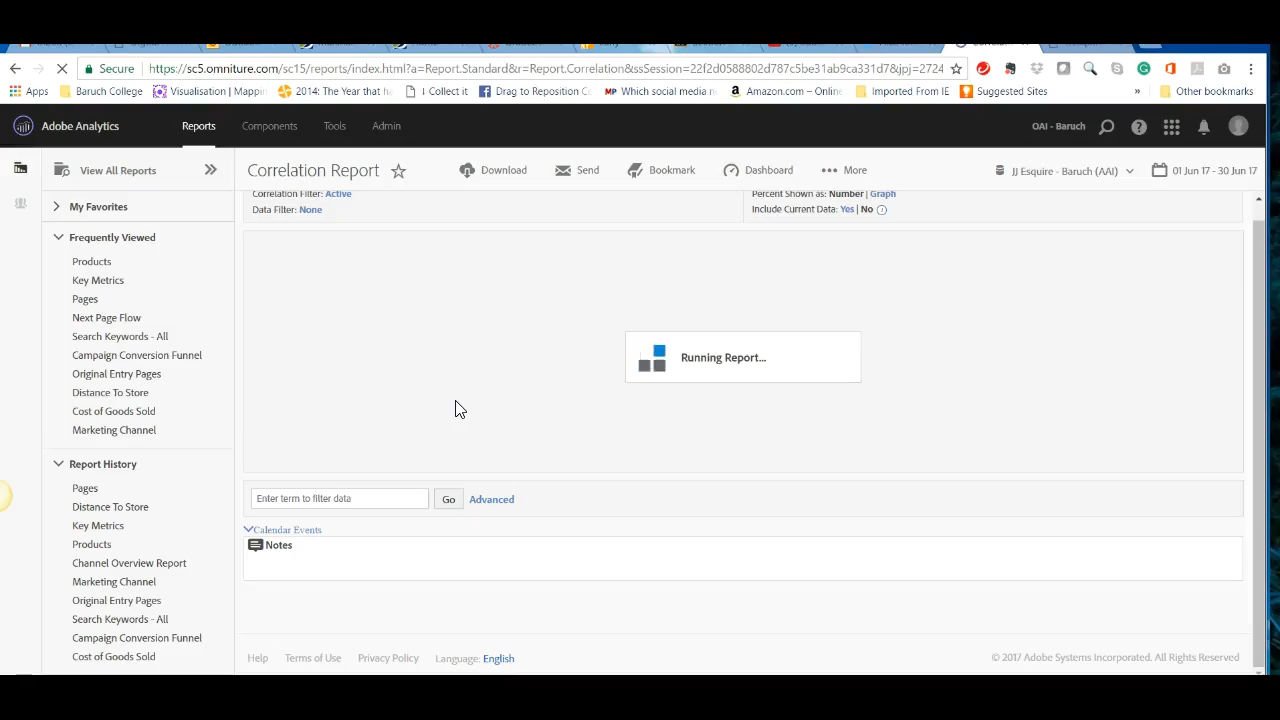 Secure https://sc5.omniture.com/sc15/reports/index.html?a=Report.Standard&r=Report.Correlation&ssSession=22f2d0588802d787c5be31ab9ca331d7&jpj=2724
Apps Baruch College Visualisation | Mappin 2014: The Year that ha I Collect it Drag to Reposition Co MP Which social media n Amazon.com – Online Imported From IE Suggested Sites » Other bookmarks
Adobe Analytics Reports Components Tools Admin OAI - Baruch
View All Reports Correlation Report Download Send Bookmark Dashboard More JJ Esquire - Baruch (AAI) 01 Jun 17 - 30 Jun 17
Correlation Filter: Active Percent Shown as: Number | Graph
Data Filter: None Include Current Data: Yes | No
My Favorites
Frequently Viewed
Products
Key Metrics
Pages
Next Page Flow
Search Keywords - All
Campaign Conversion Funnel
Original Entry Pages
Distance To Store
Cost of Goods Sold
Marketing Channel
Report History
Pages
Distance To Store
Key Metrics
Products
Channel Overview Report
Marketing Channel
Original Entry Pages
Search Keywords - All
Campaign Conversion Funnel
Cost of Goods Sold
Running Report...
Enter term to filter data Go Advanced
Calendar Events
Notes
Help Terms of Use Privacy Policy Language: English © 2017 Adobe Systems Incorporated. All Rights Reserved